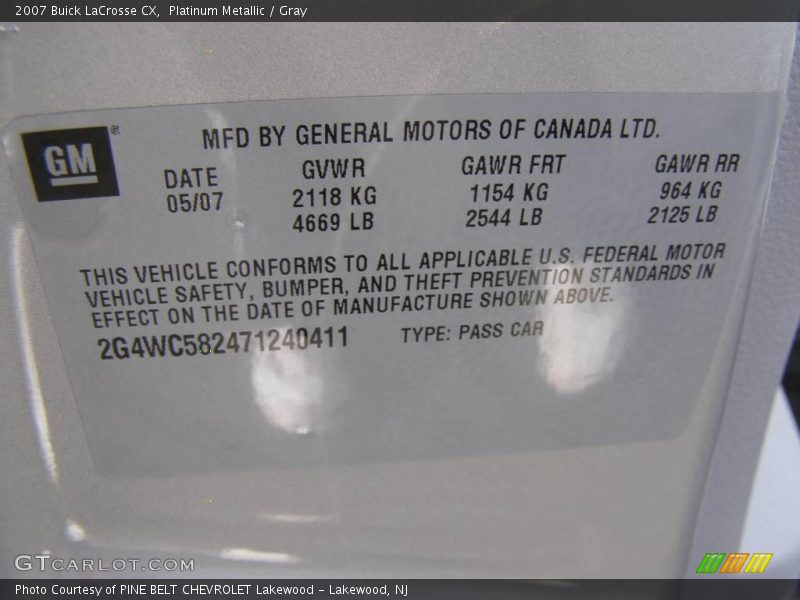 2007 Buick LaCrosse CX,  Platinum Metallic / Gray
GM ®
MFD BY GENERAL MOTORS OF CANADA LTD.
DATE GVWR GAWR FRT GAWR RR
05/07 2118 KG 1154 KG 964 KG
4669 LB 2544 LB 2125 LB
THIS VEHICLE CONFORMS TO ALL APPLICABLE U.S. FEDERAL MOTOR
VEHICLE SAFETY, BUMPER, AND THEFT PREVENTION STANDARDS IN
EFFECT ON THE DATE OF MANUFACTURE SHOWN ABOVE.
2G4WC582471240411 TYPE: PASS CAR
GTCARLOT.COM
Photo Courtesy of PINE BELT CHEVROLET Lakewood - Lakewood, NJ